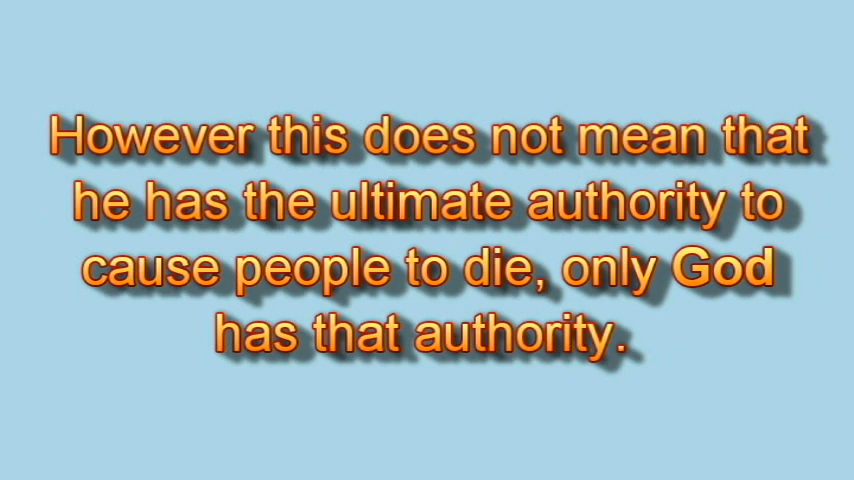 However this does not mean that
he has the ultimate authority to
cause people to die, only God
has that authority.